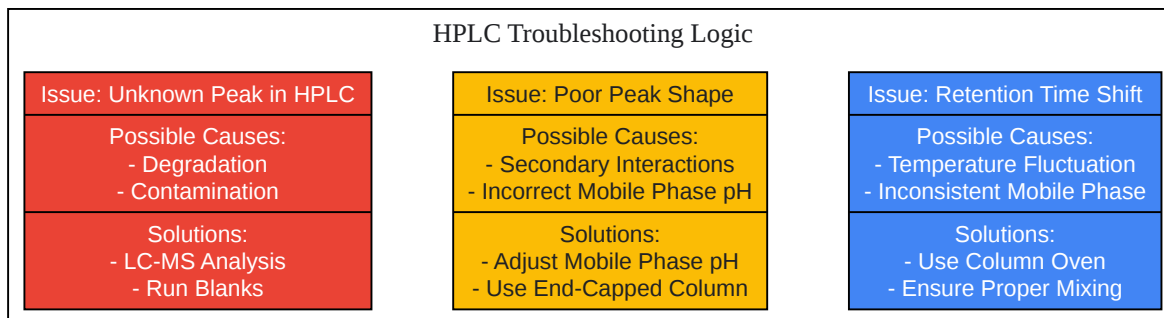 HPLC Troubleshooting Logic
Issue: Unknown Peak in HPLC
Possible Causes:
- Degradation
- Contamination
Solutions:
- LC-MS Analysis
- Run Blanks
Issue: Poor Peak Shape
Possible Causes:
- Secondary Interactions
- Incorrect Mobile Phase pH
Solutions:
- Adjust Mobile Phase pH
- Use End-Capped Column
Issue: Retention Time Shift
Possible Causes:
- Temperature Fluctuation
- Inconsistent Mobile Phase
Solutions:
- Use Column Oven
- Ensure Proper Mixing